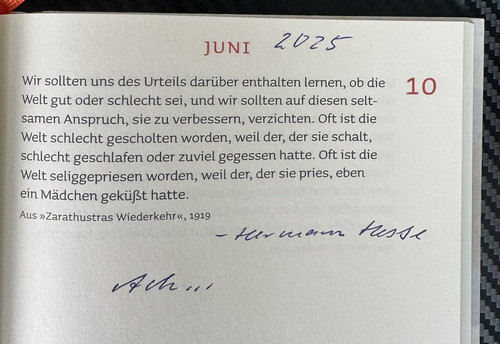 JUNI 2025
10
Wir sollten uns des Urteils darüber enthalten lernen, ob die
Welt gut oder schlecht sei, und wir sollten auf diesen selt-
samen Anspruch, sie zu verbessern, verzichten. Oft ist die
Welt schlecht gescholten worden, weil der, der sie schalt,
schlecht geschlafen oder zuviel gegessen hatte. Oft ist die
Welt seliggepriesen worden, weil der, der sie pries, eben
ein Mädchen geküßt hatte.
Aus »Zarathustras Wiederkehr«, 1919
– Hermann Hesse
Ach...